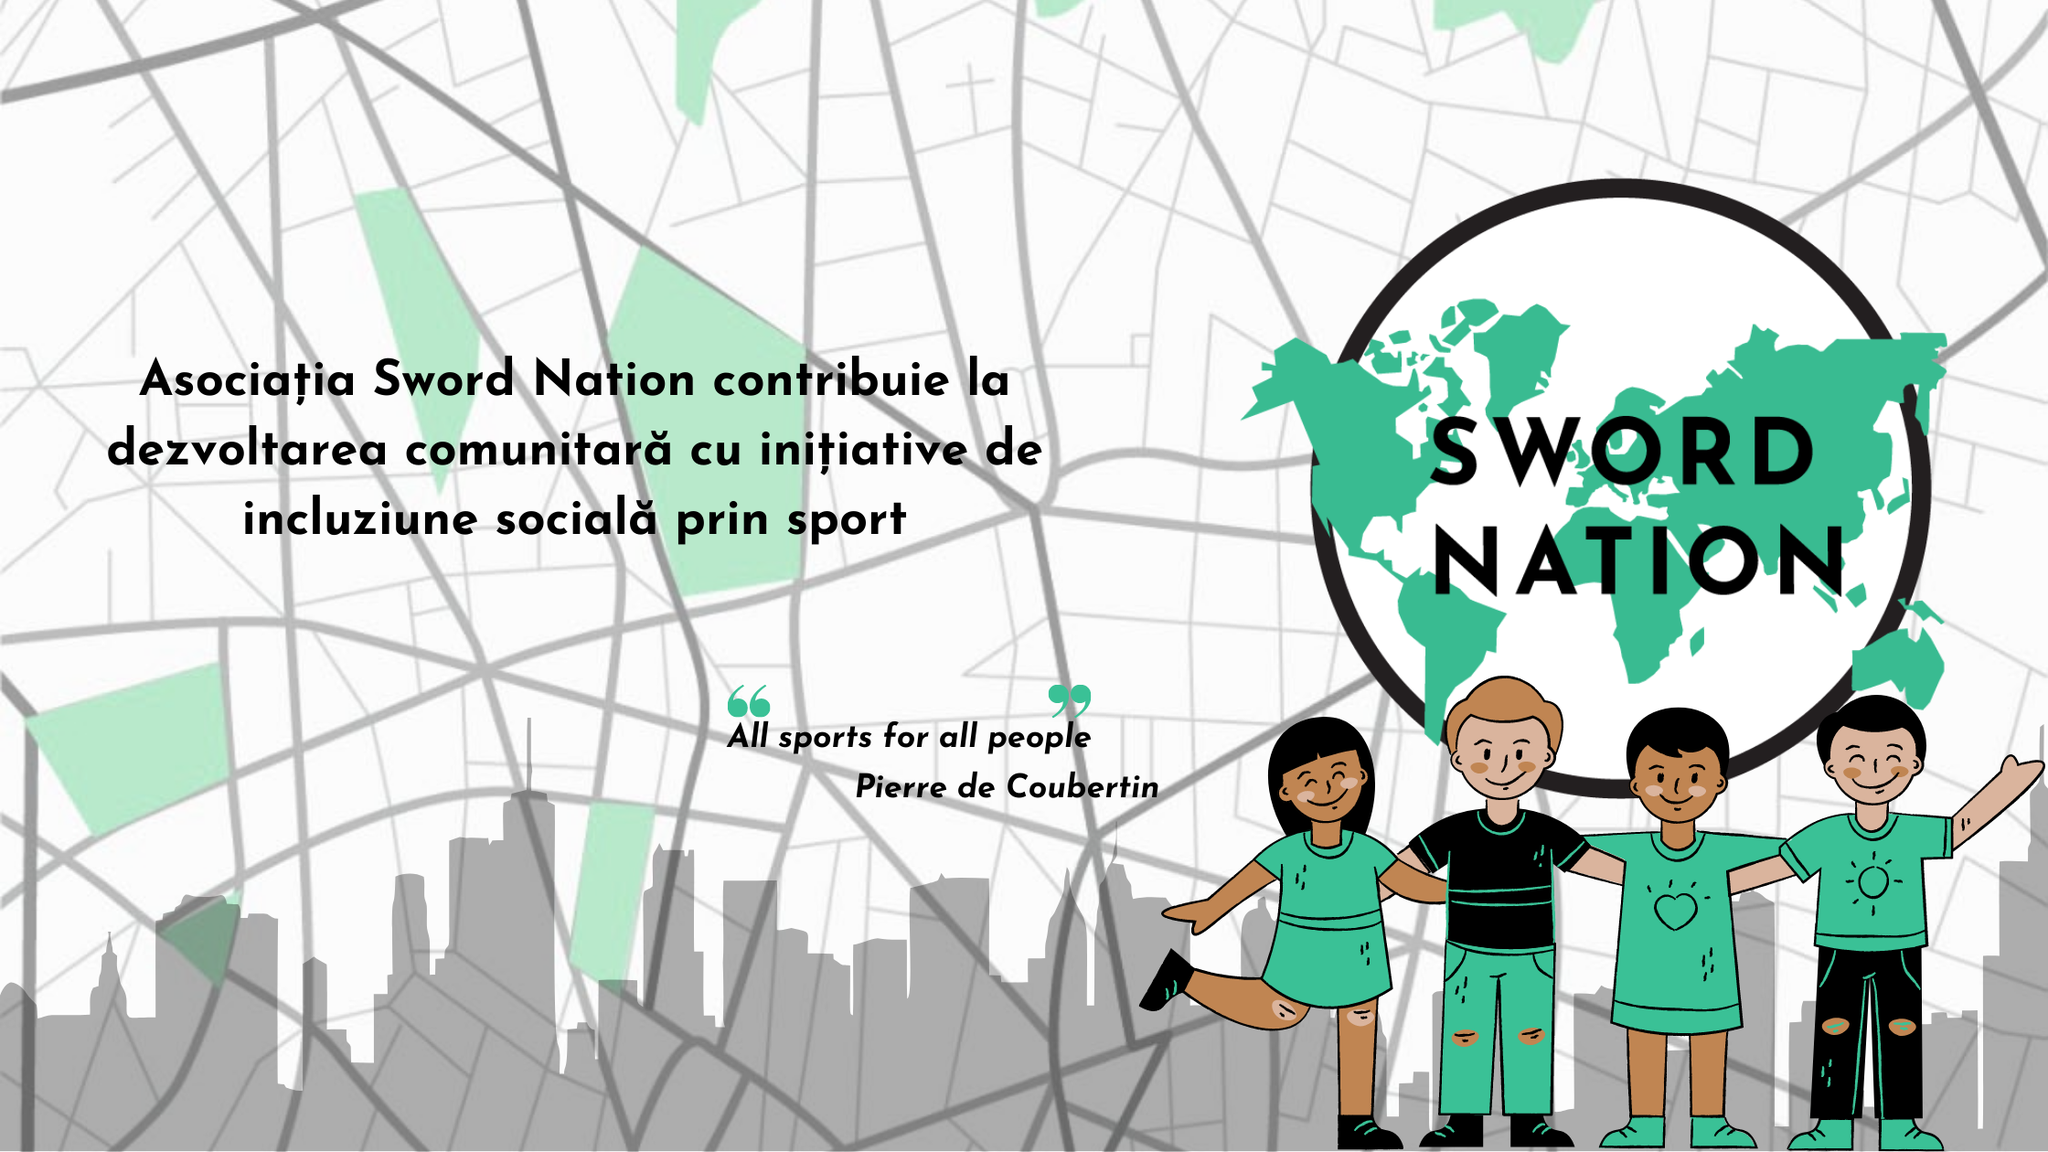 Asociația Sword Nation contribuie la
dezvoltarea comunitară cu inițiative de
incluziune socială prin sport
“ ”
All sports for all people
Pierre de Coubertin
SWORD
NATION